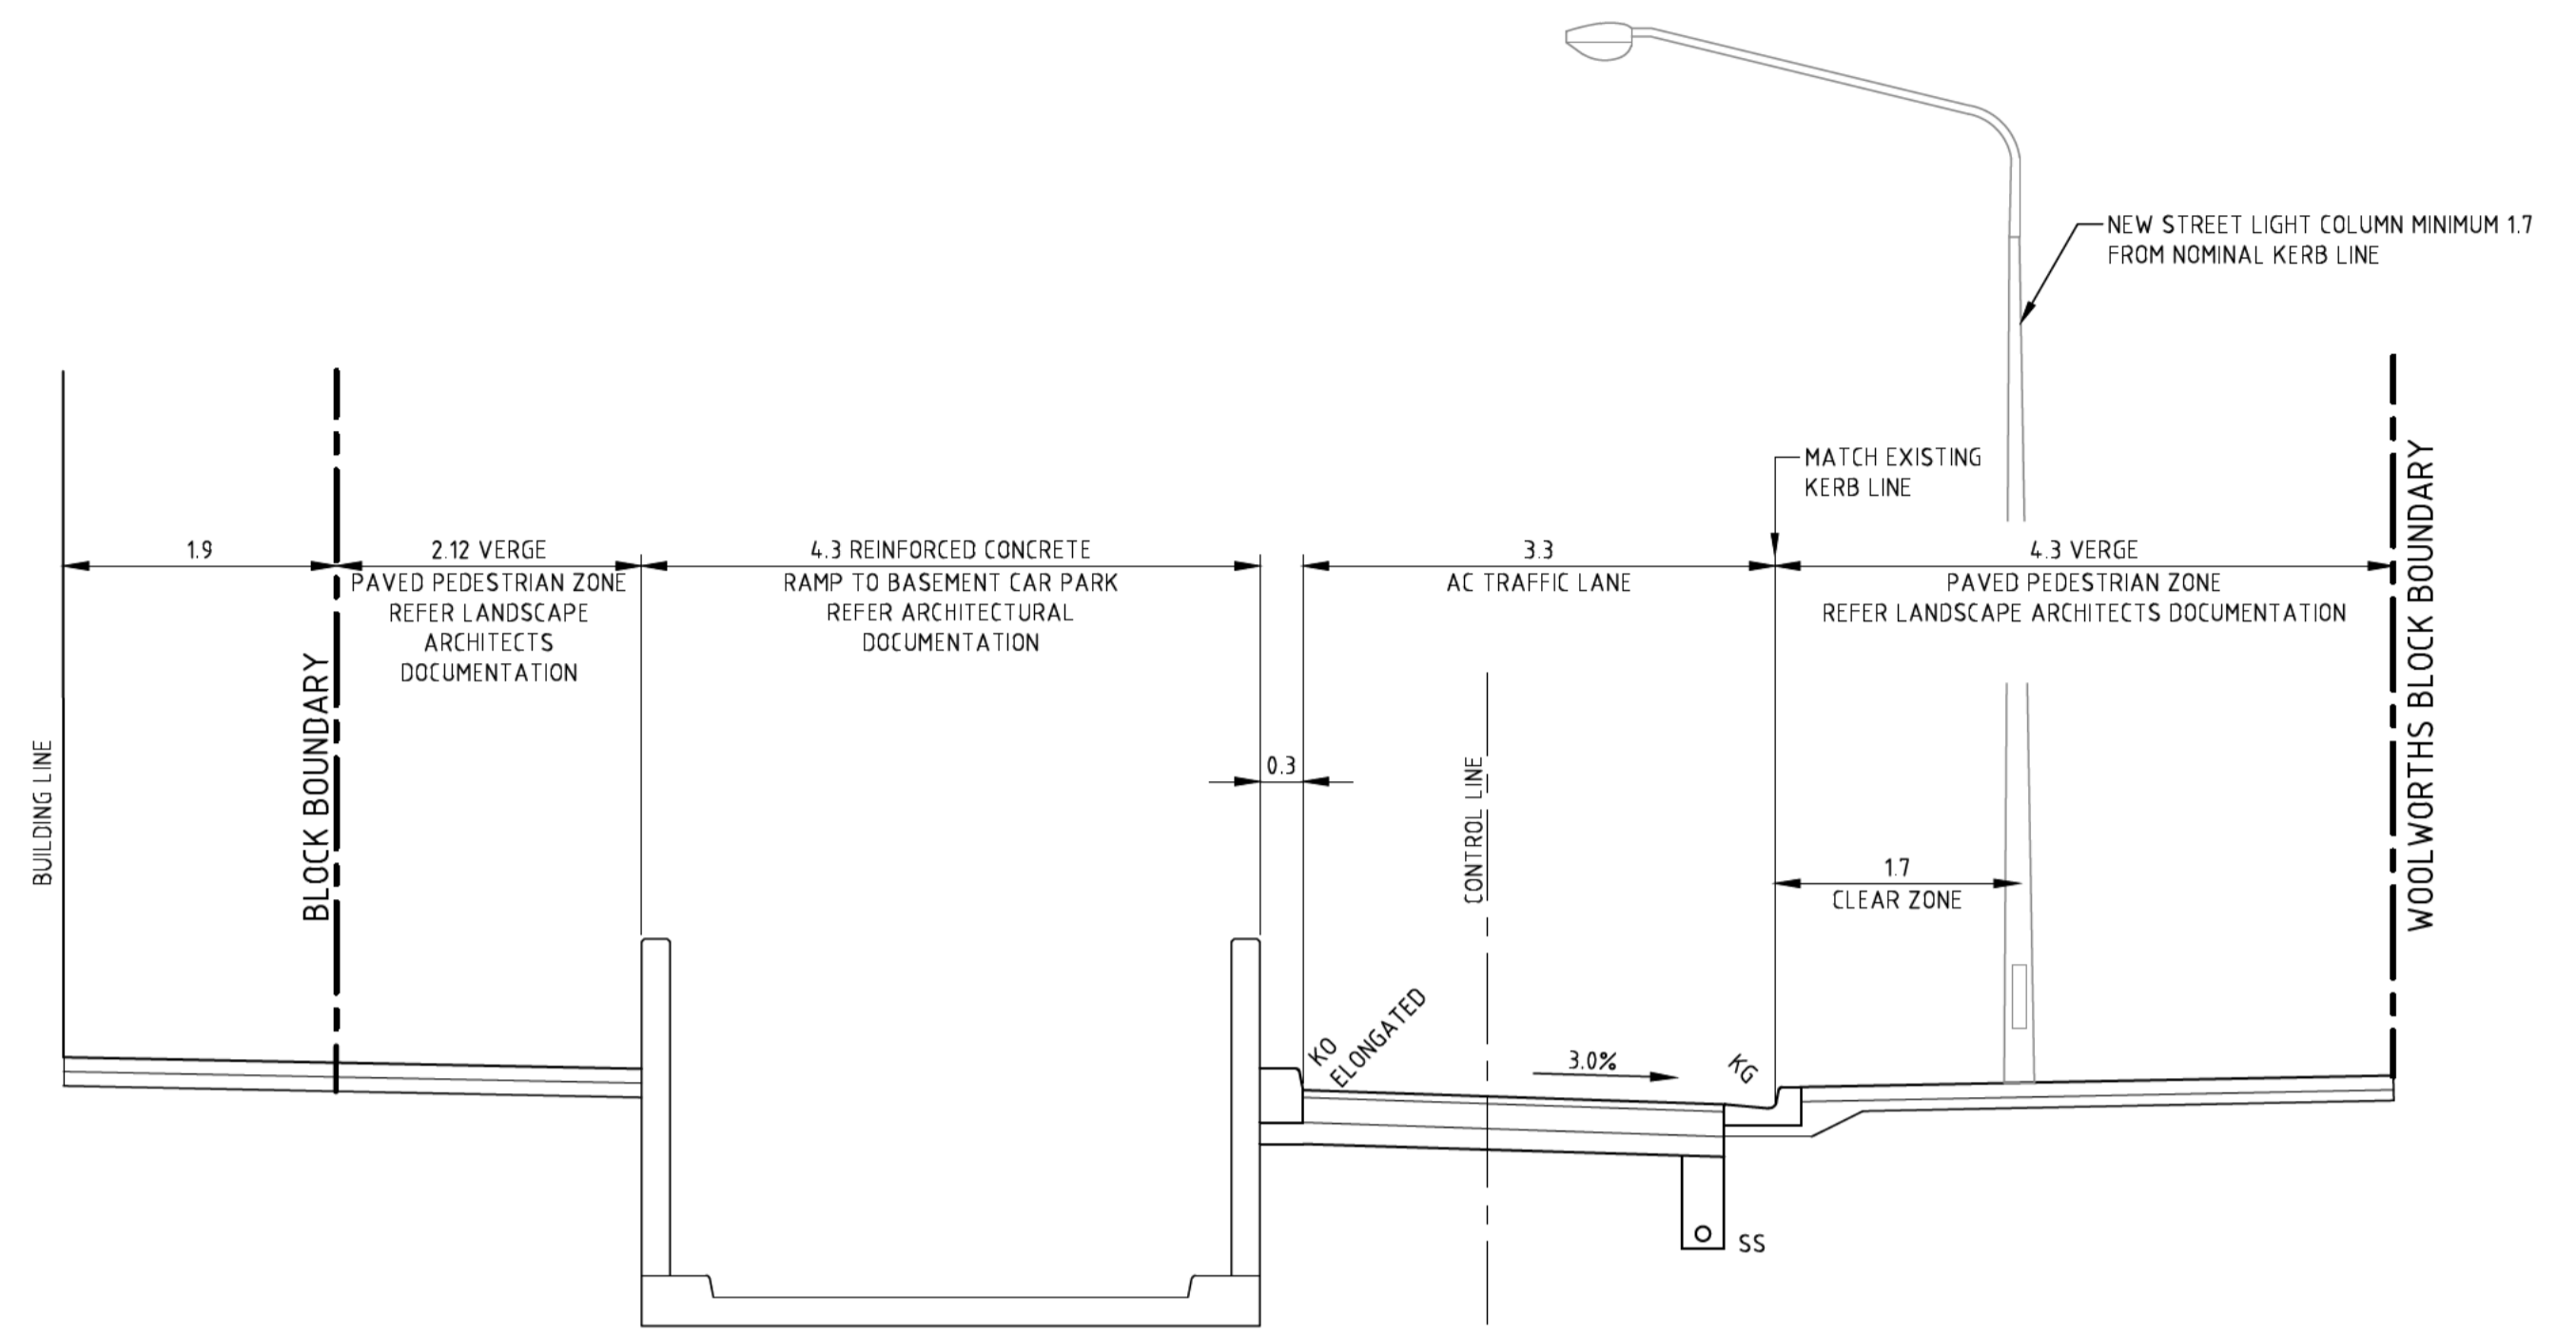 NEW STREET LIGHT COLUMN MINIMUM 1.7
FROM NOMINAL KERB LINE
MATCH EXISTING
KERB LINE
1.9
2.12 VERGE
PAVED PEDESTRIAN ZONE
REFER LANDSCAPE
ARCHITECTS
DOCUMENTATION
4.3 REINFORCED CONCRETE
RAMP TO BASEMENT CAR PARK
REFER ARCHITECTURAL
DOCUMENTATION
3.3
AC TRAFFIC LANE
4.3 VERGE
PAVED PEDESTRIAN ZONE
REFER LANDSCAPE ARCHITECTS DOCUMENTATION
BUILDING LINE
BLOCK BOUNDARY
0.3
CONTROL LINE
1.7
CLEAR ZONE
WOOLWORTHS BLOCK BOUNDARY
KO
ELONGATED
3.0%
KG
SS